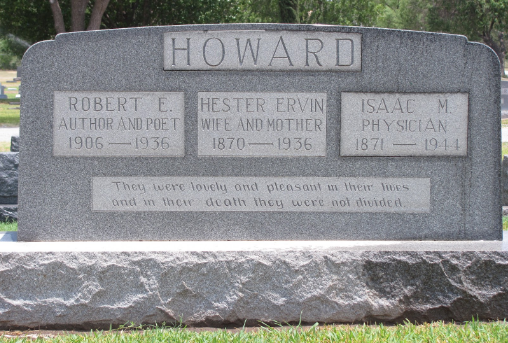 HOWARD
ROBERT E.
AUTHOR AND POET
1906 — 1936
HESTER ERVIN
WIFE AND MOTHER
1870 — 1936
ISAAC M.
PHYSICIAN
1871 — 1944
They were lovely and pleasant in their lives
and in their death they were not divided.